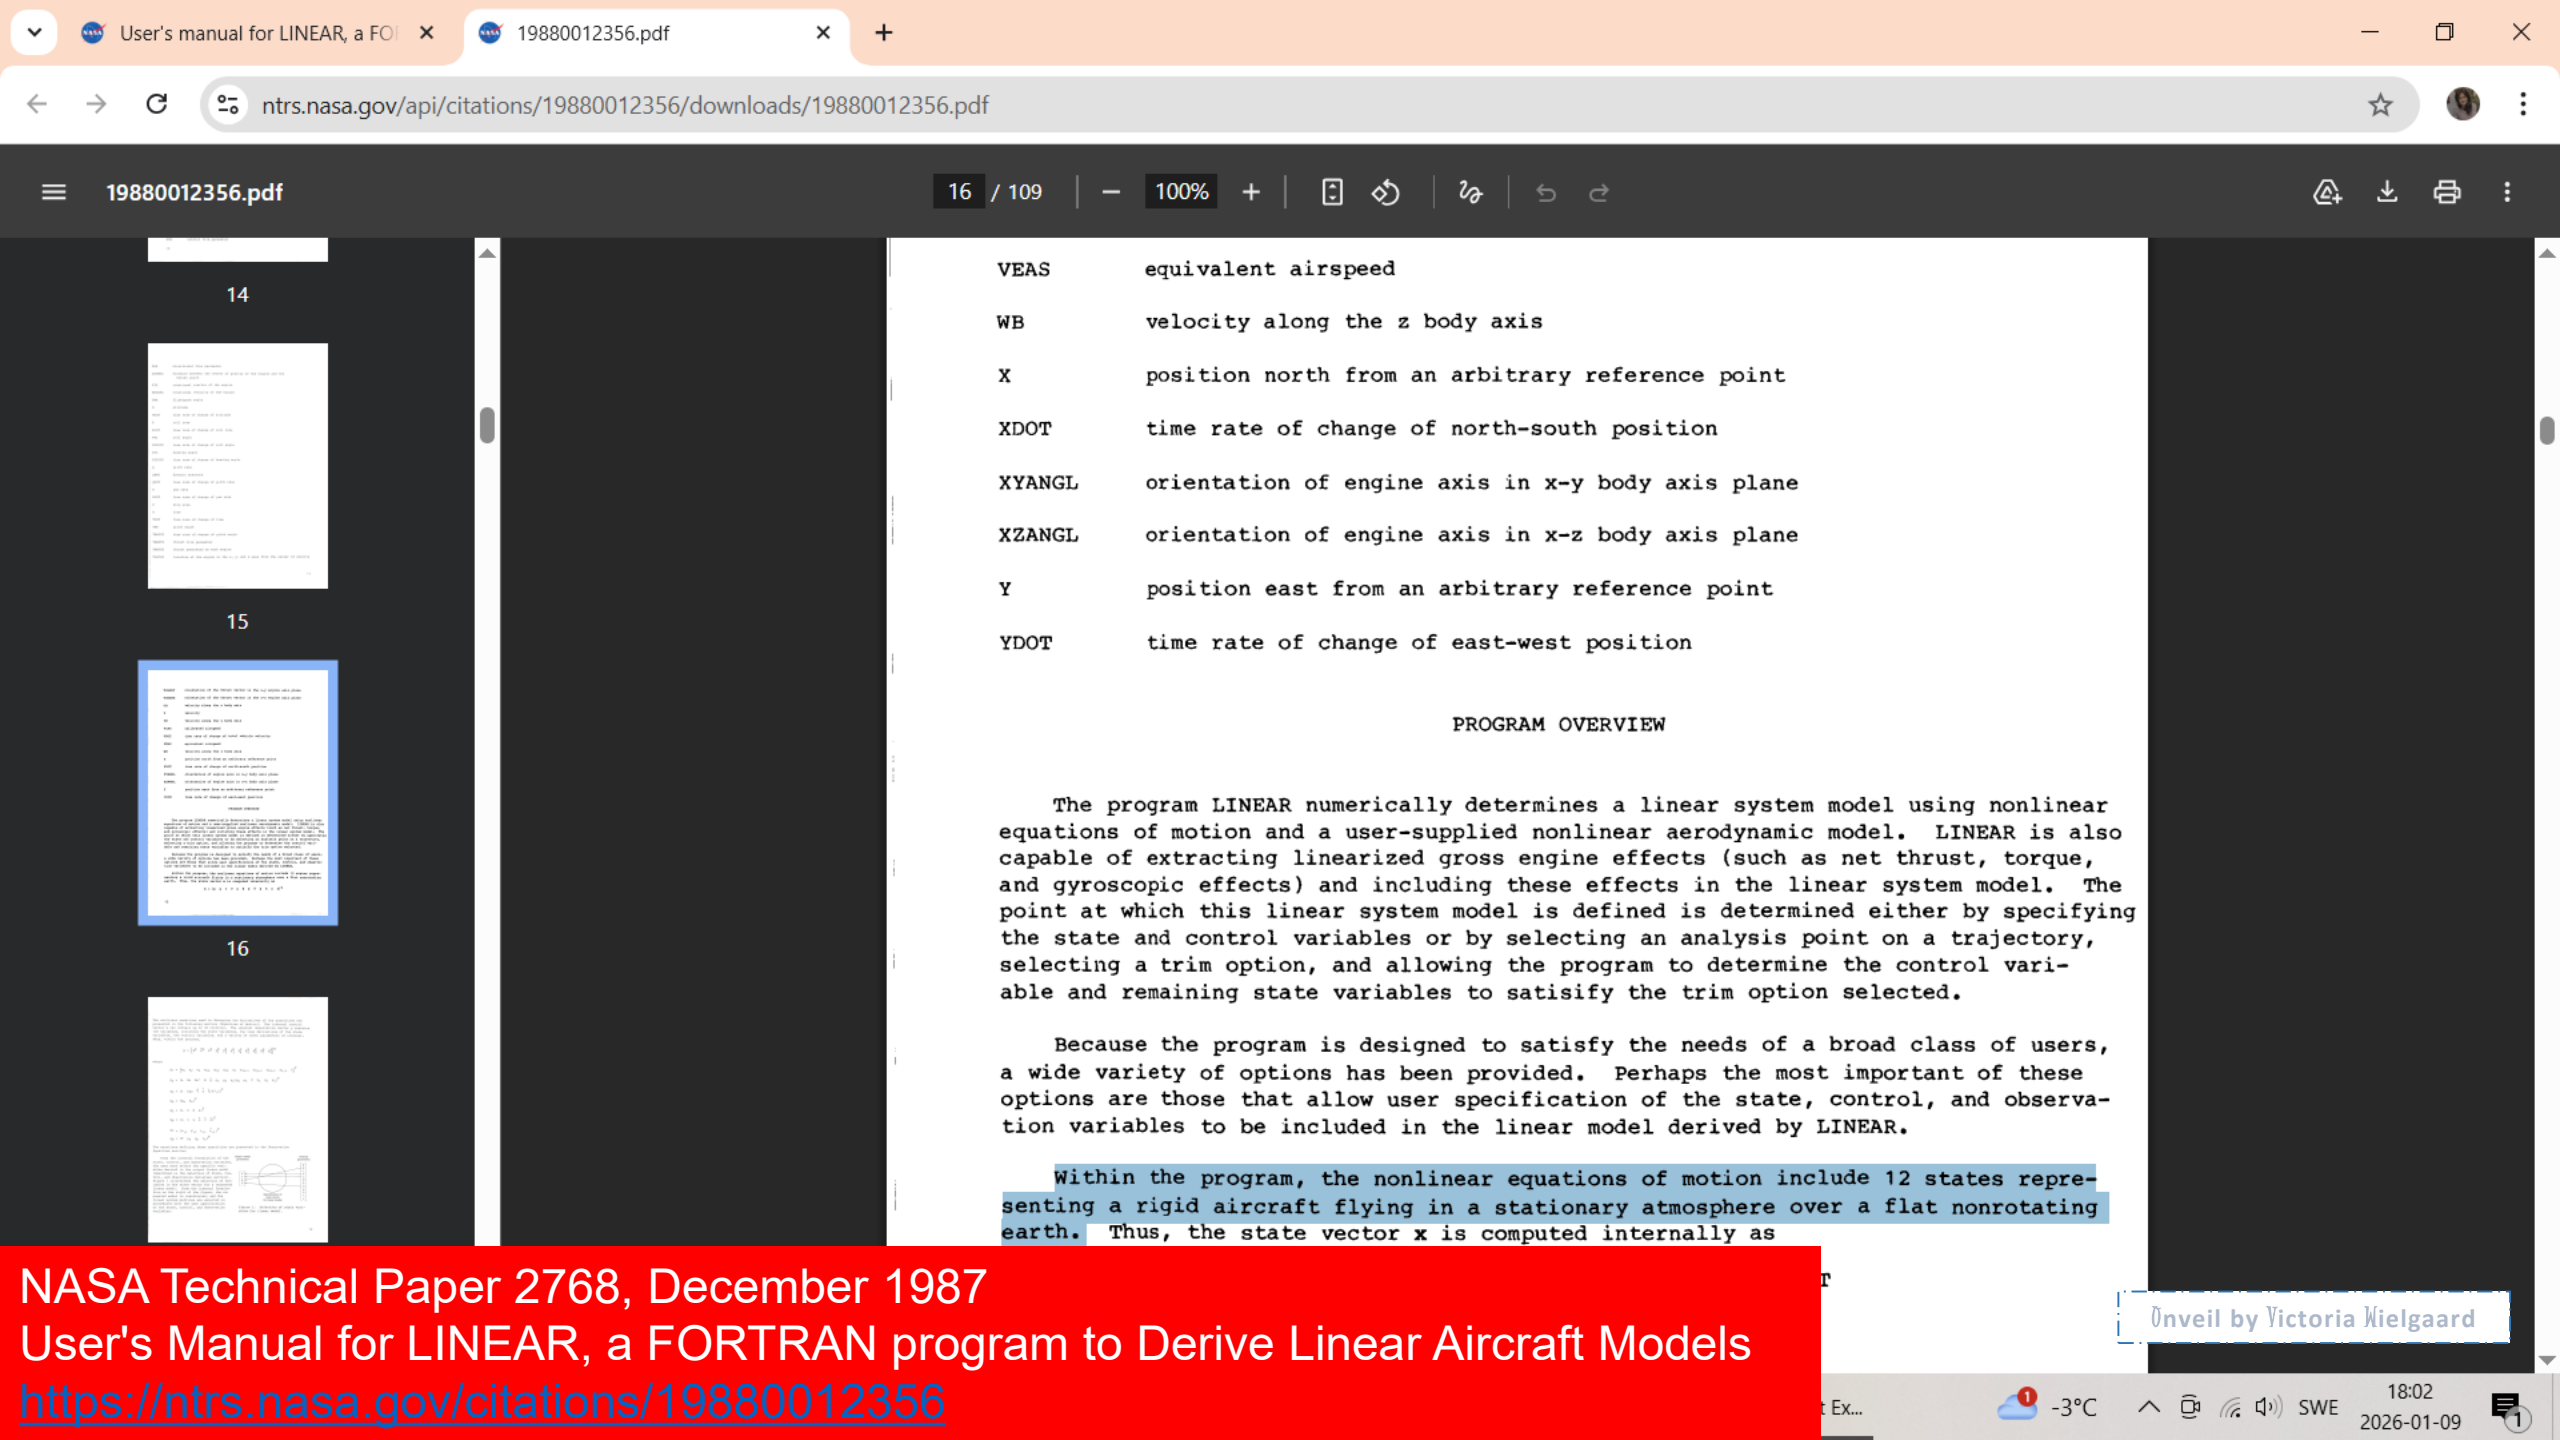 User's manual for LINEAR, a FO
19880012356.pdf
ntrs.nasa.gov/api/citations/19880012356/downloads/19880012356.pdf
19880012356.pdf
16 / 109
100%
14
15
16
VEAS equivalent airspeed
WB velocity along the z body axis
X position north from an arbitrary reference point
XDOT time rate of change of north-south position
XYANGL orientation of engine axis in x-y body axis plane
XZANGL orientation of engine axis in x-z body axis plane
Y position east from an arbitrary reference point
YDOT time rate of change of east-west position
PROGRAM OVERVIEW
The program LINEAR numerically determines a linear system model using nonlinear
equations of motion and a user-supplied nonlinear aerodynamic model. LINEAR is also
capable of extracting linearized gross engine effects (such as net thrust, torque,
and gyroscopic effects) and including these effects in the linear system model. The
point at which this linear system model is defined is determined either by specifying
the state and control variables or by selecting an analysis point on a trajectory,
selecting a trim option, and allowing the program to determine the control vari-
able and remaining state variables to satisify the trim option selected.
Because the program is designed to satisfy the needs of a broad class of users,
a wide variety of options has been provided. Perhaps the most important of these
options are those that allow user specification of the state, control, and observa-
tion variables to be included in the linear model derived by LINEAR.
Within the program, the nonlinear equations of motion include 12 states repre-
senting a rigid aircraft flying in a stationary atmosphere over a flat nonrotating
earth. Thus, the state vector x is computed internally as
T
NASA Technical Paper 2768, December 1987
User's Manual for LINEAR, a FORTRAN program to Derive Linear Aircraft Models
https://ntrs.nasa.gov/citations/19880012356
Unveil by Victoria Wielgaard
t Ex...
1
-3°C
SWE
18:02
2026-01-09
1